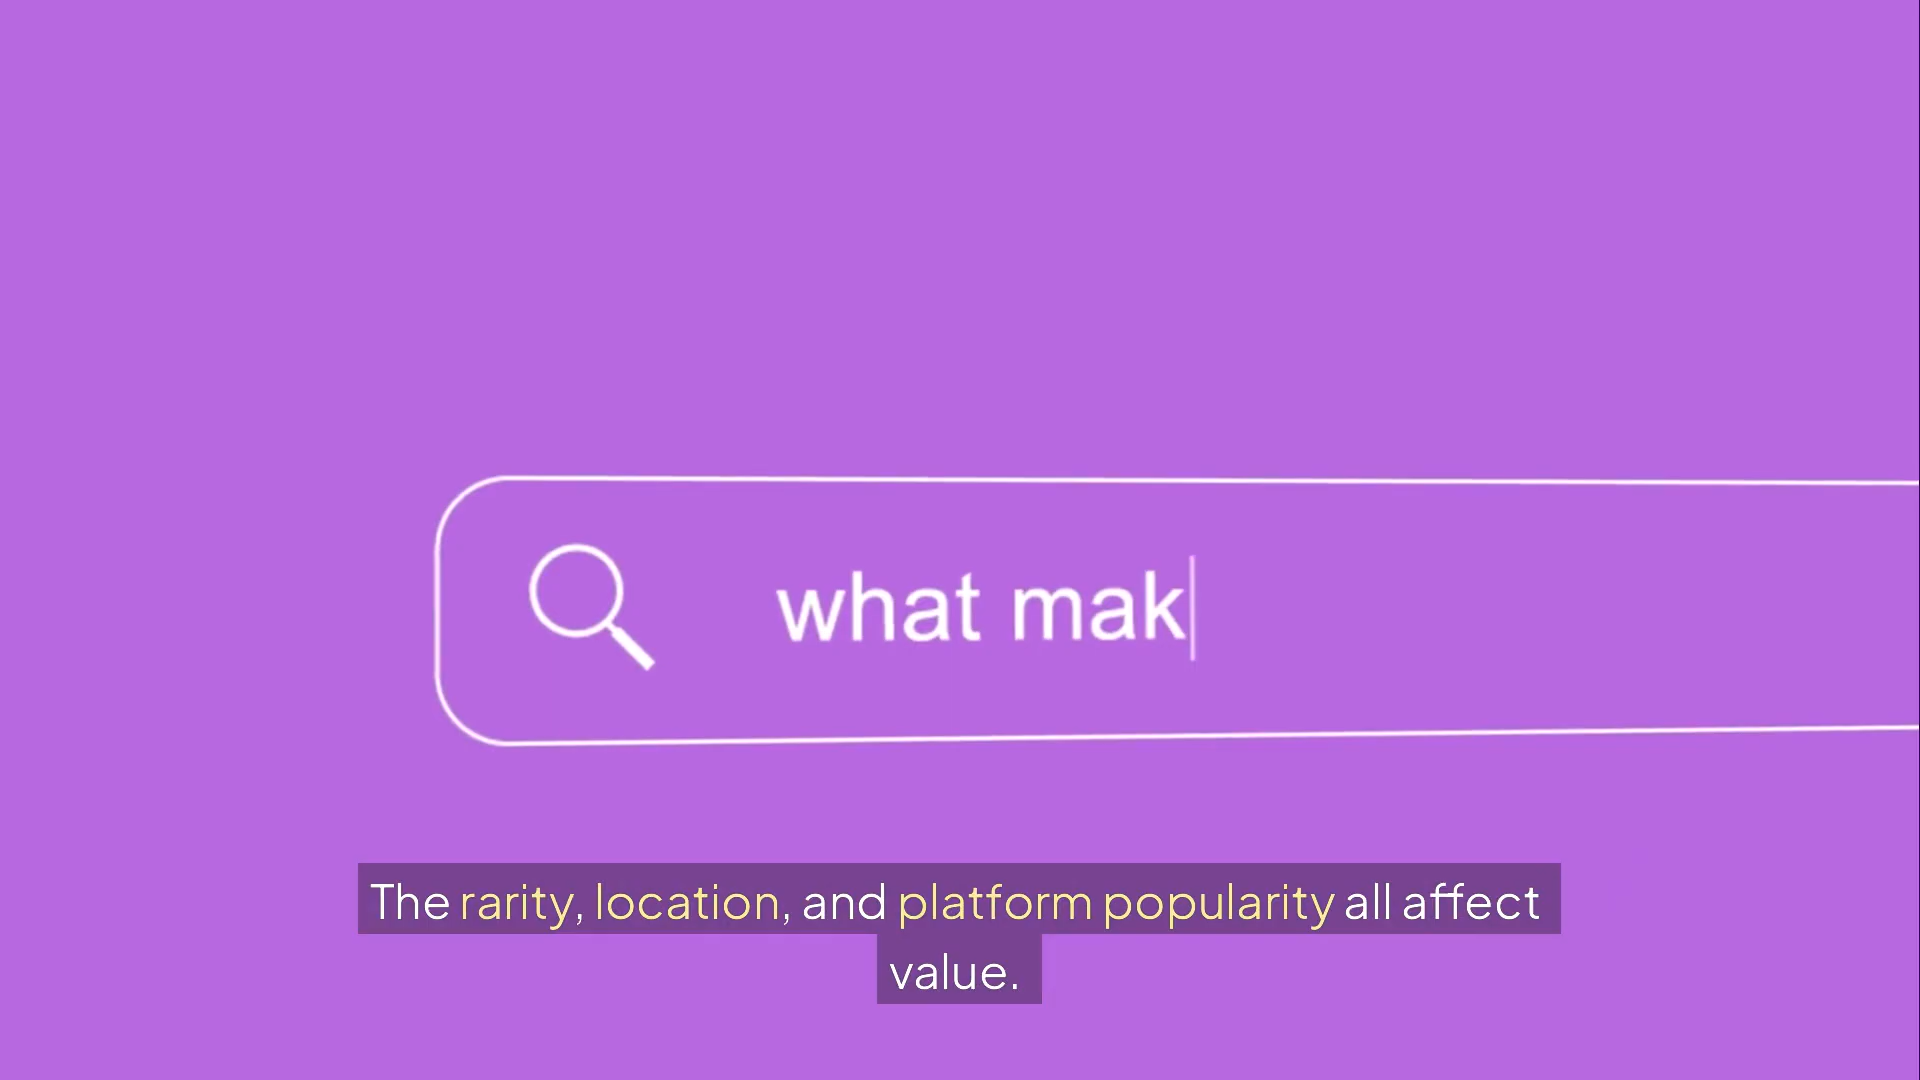 what mak
The rarity, location, and platform popularity all affect
value.